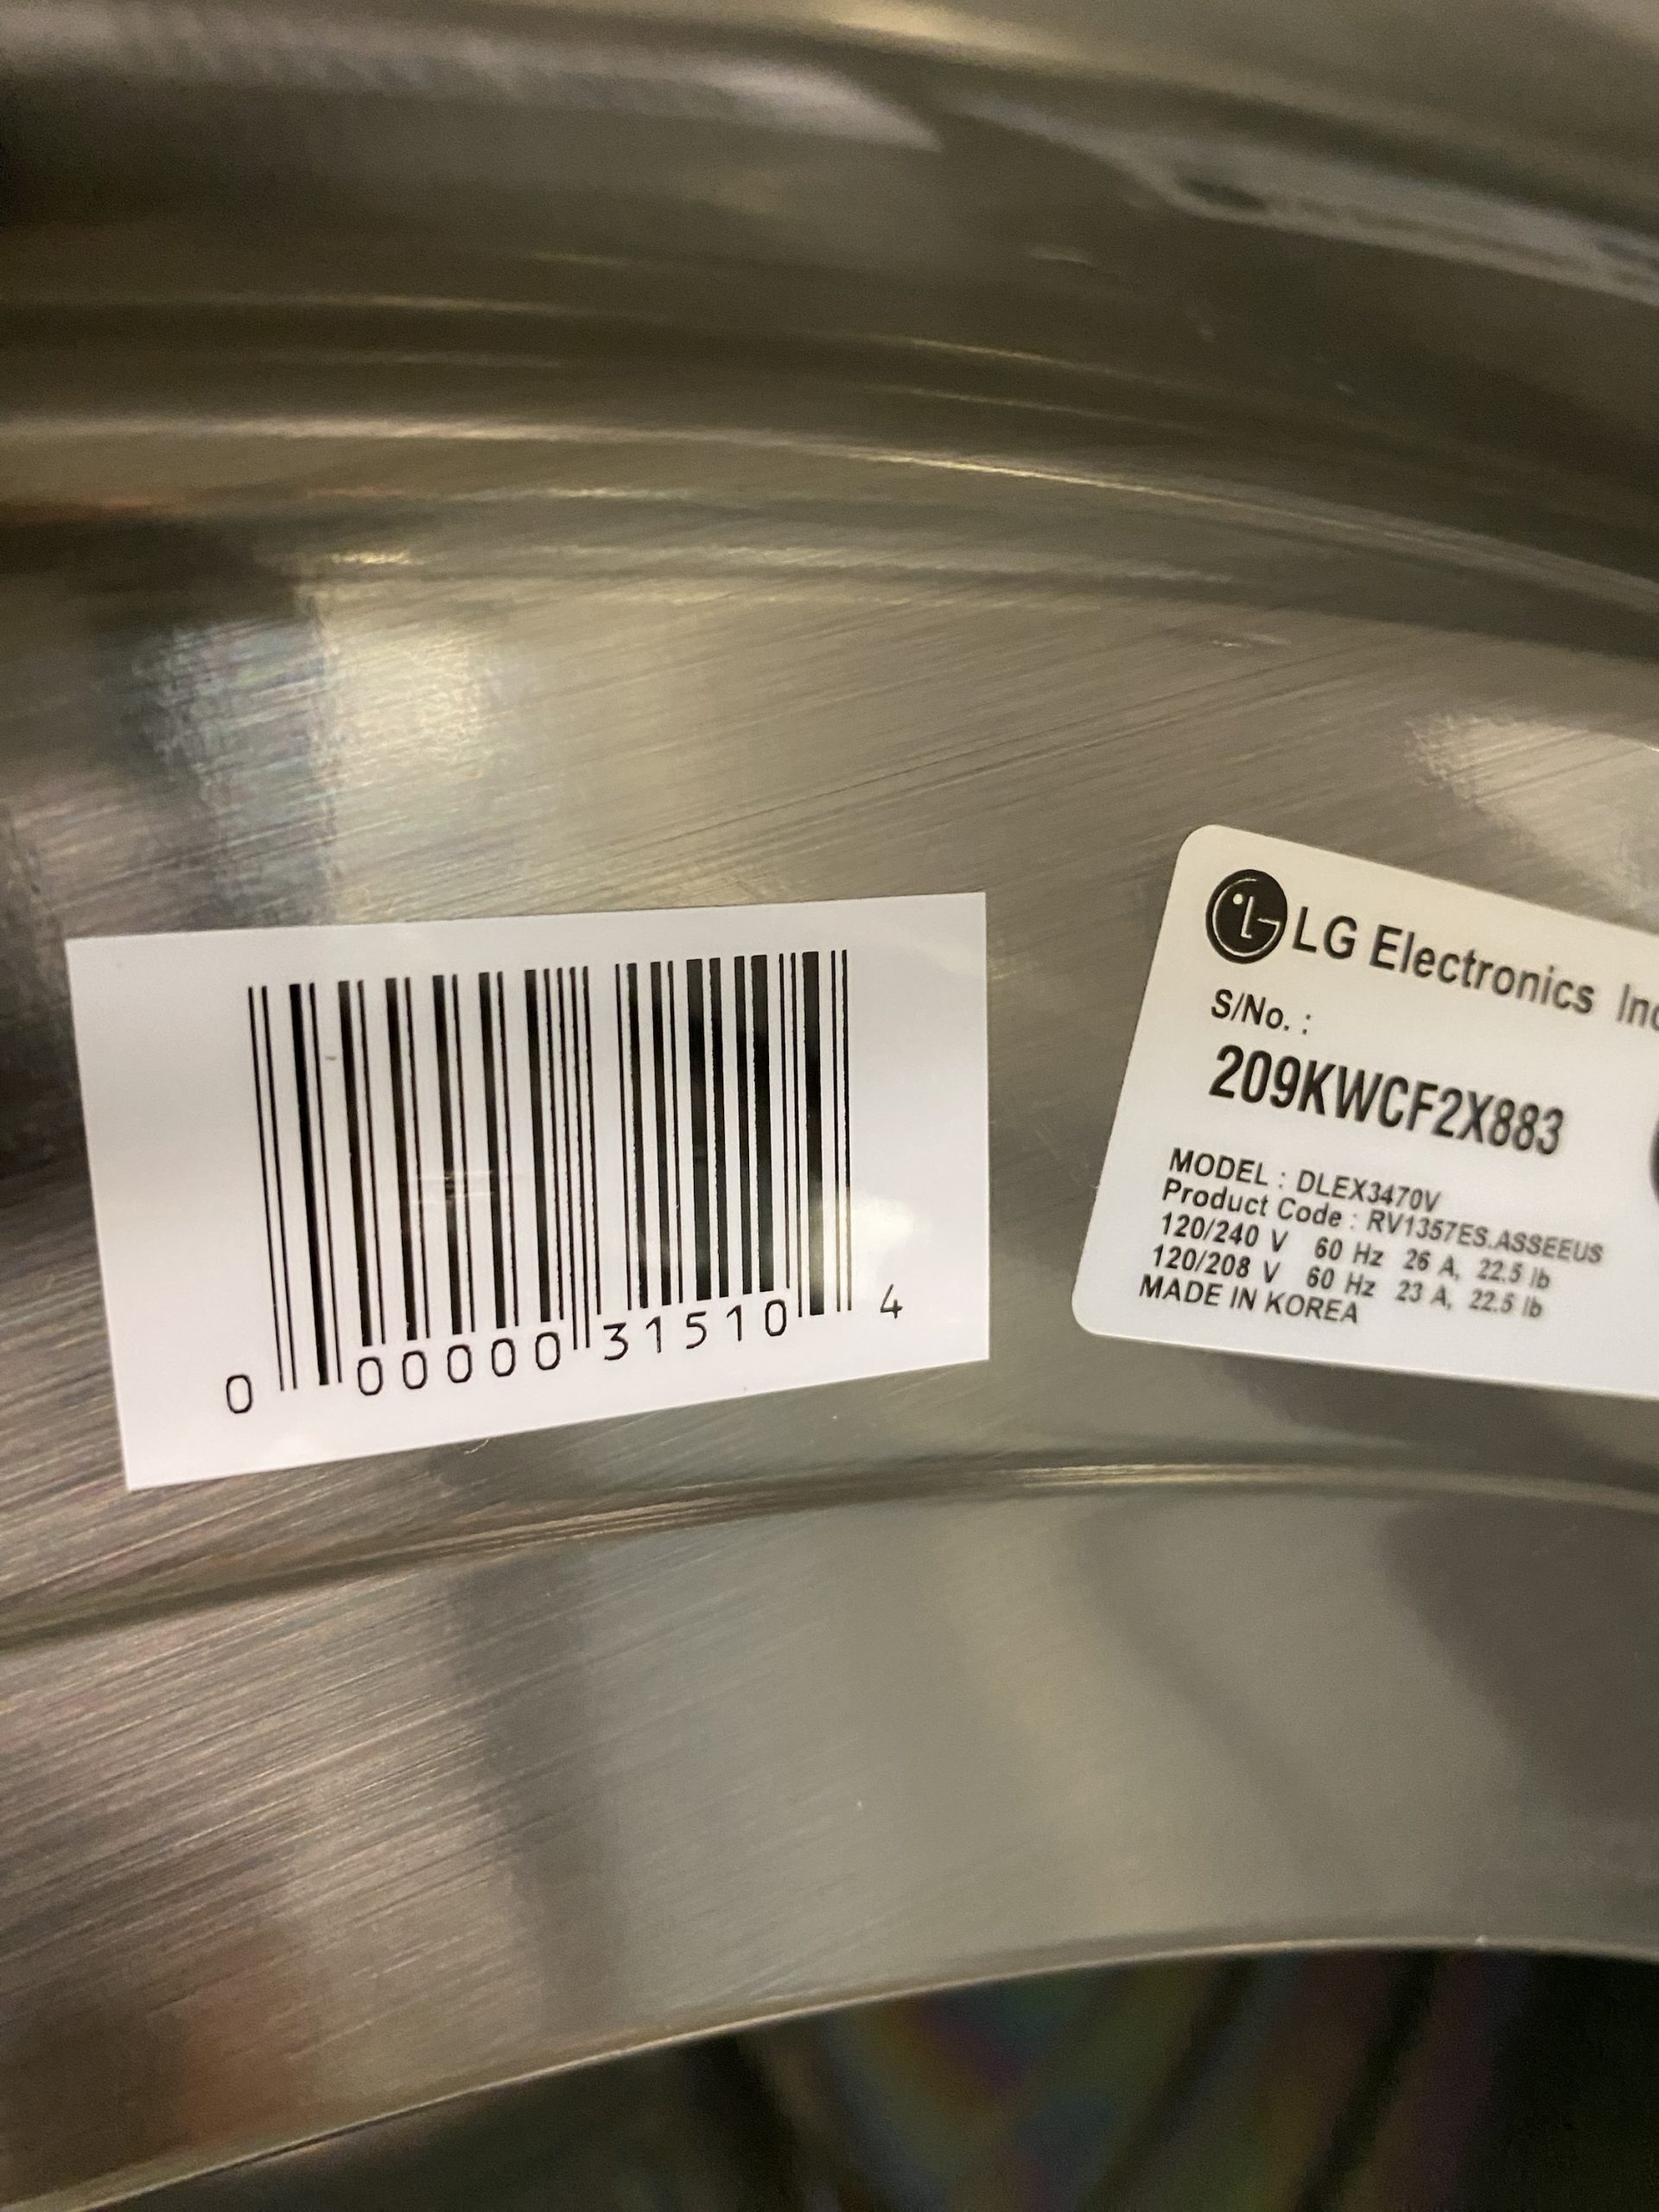 0 00000 31510 4
LG Electronics
S/No. :
209KWCF2X883
MODEL : DLEX3470V
Product Code : RV1357ES.ASSEEUS
120/240 V 60 Hz 26 A, 22.5 lb
120/208 V 60 Hz 23 A, 22.5 lb
MADE IN KOREA